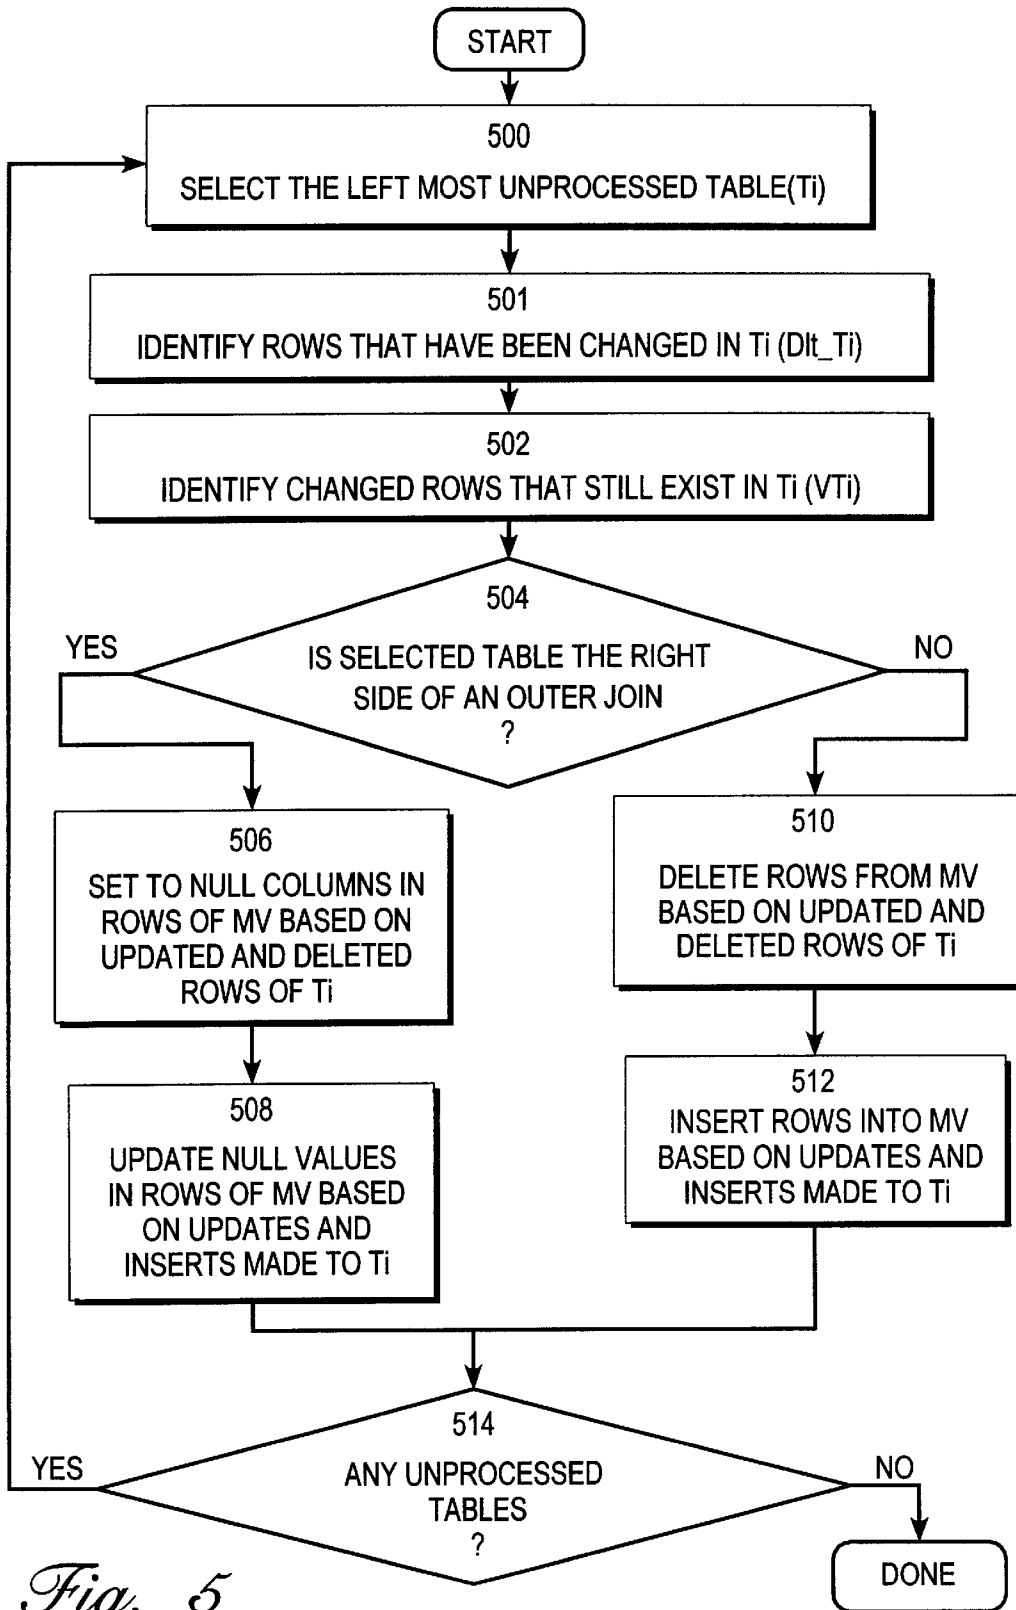 START
500
SELECT THE LEFT MOST UNPROCESSED TABLE(Ti)
501
IDENTIFY ROWS THAT HAVE BEEN CHANGED IN Ti (Dlt_Ti)
502
IDENTIFY CHANGED ROWS THAT STILL EXIST IN Ti (VTi)
504
YES
NO
IS SELECTED TABLE THE RIGHT
SIDE OF AN OUTER JOIN
?
506
SET TO NULL COLUMNS IN
ROWS OF MV BASED ON
UPDATED AND DELETED
ROWS OF Ti
510
DELETE ROWS FROM MV
BASED ON UPDATED AND
DELETED ROWS OF Ti
508
UPDATE NULL VALUES
IN ROWS OF MV BASED
ON UPDATES AND
INSERTS MADE TO Ti
512
INSERT ROWS INTO MV
BASED ON UPDATES AND
INSERTS MADE TO Ti
514
YES
NO
ANY UNPROCESSED
TABLES
?
DONE
Fig. 5